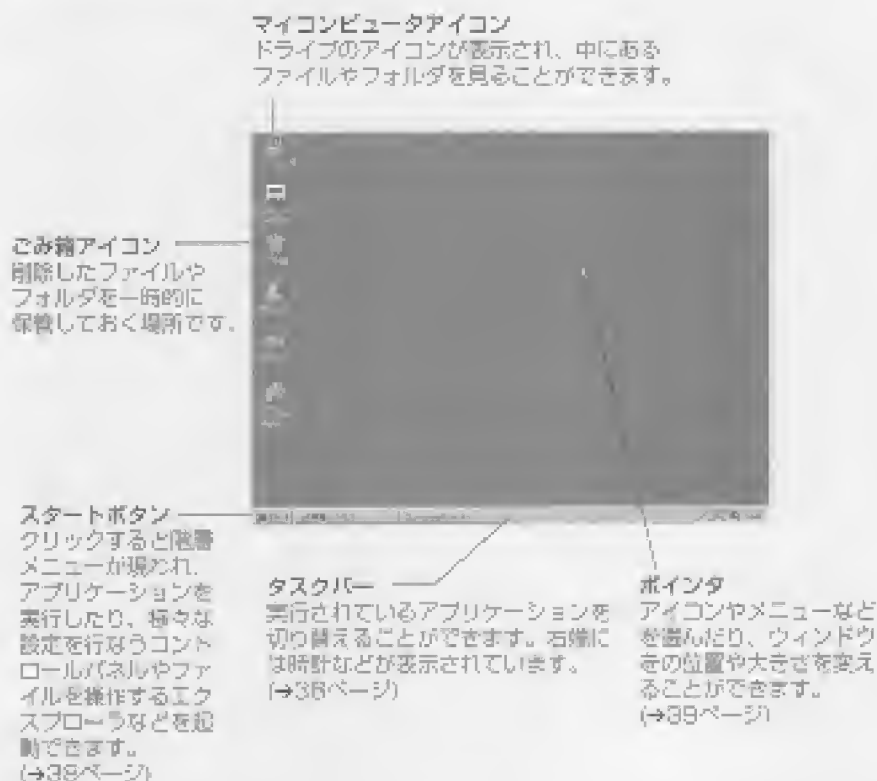 マイコンピュータアイコン
ドライブのアイコンが表示され、中にある
ファイルやフォルダを見ることができます。
ごみ箱アイコン
削除したファイルや
フォルダを一時的に
保管しておく場所です。
スタートボタン
クリックすると階層
メニューが現われ、
アプリケーションを
実行したり、様々な
設定を行なうコント
ロールパネルやファ
イルを操作するエク
スプローラなどを起
動できます。
(→38ページ)
タスクバー
実行されているアプリケーションを
切り替えることができます。右端に
は時計などが表示されています。
(→38ページ)
ポインタ
アイコンやメニューなど
を選んだり、ウィンドウ
をの位置や大きさを変え
ることができます。
(→39ページ)